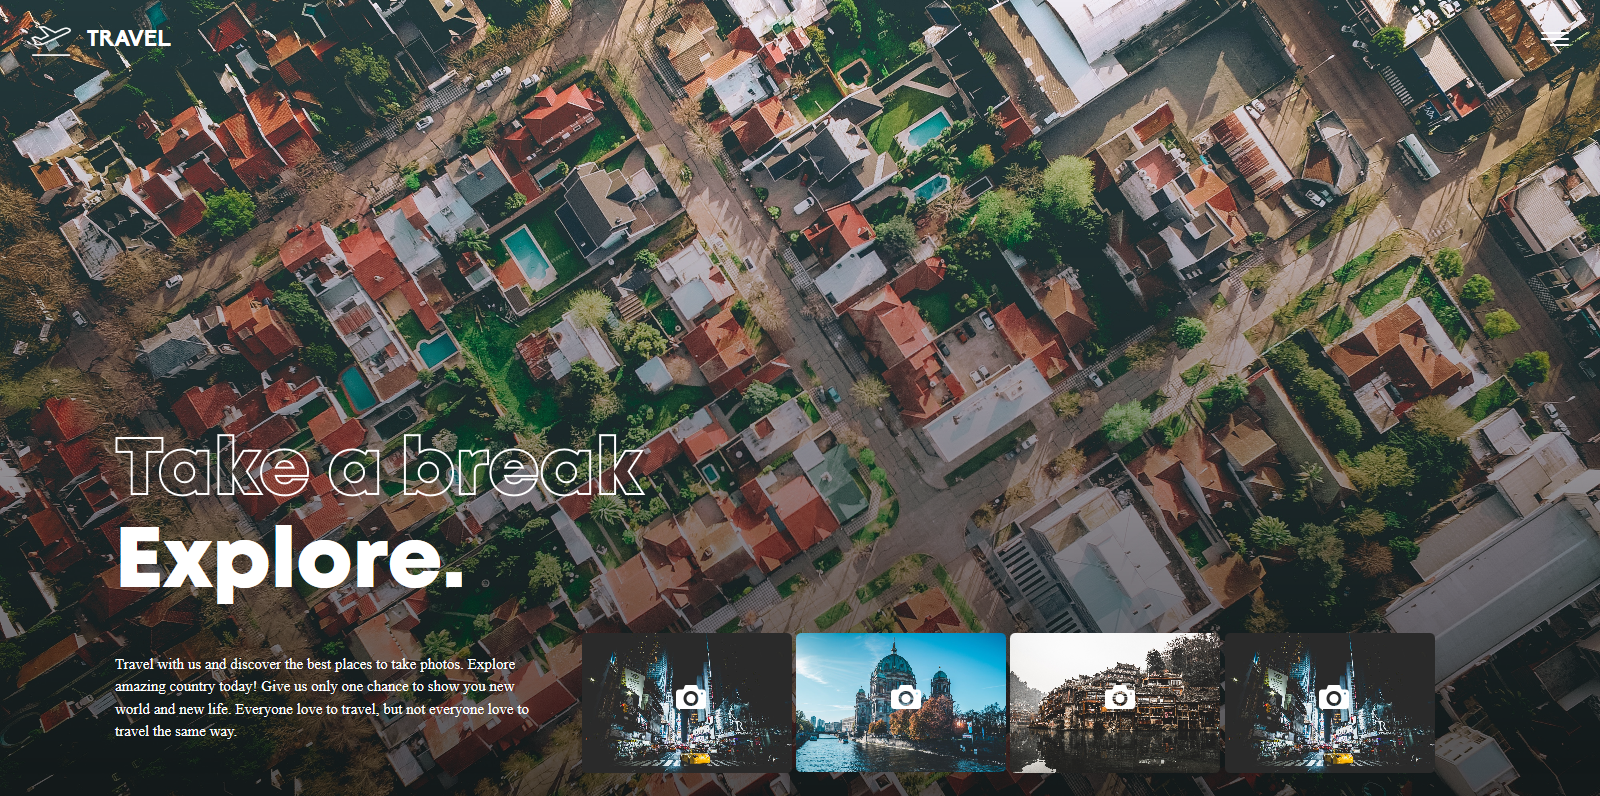 TRAVEL
Take a break
Explore.
Travel with us and discover the best places to take photos. Explore
amazing country today! Give us only one chance to show you new
world and new life. Everyone love to travel, but not everyone love to
travel the same way.